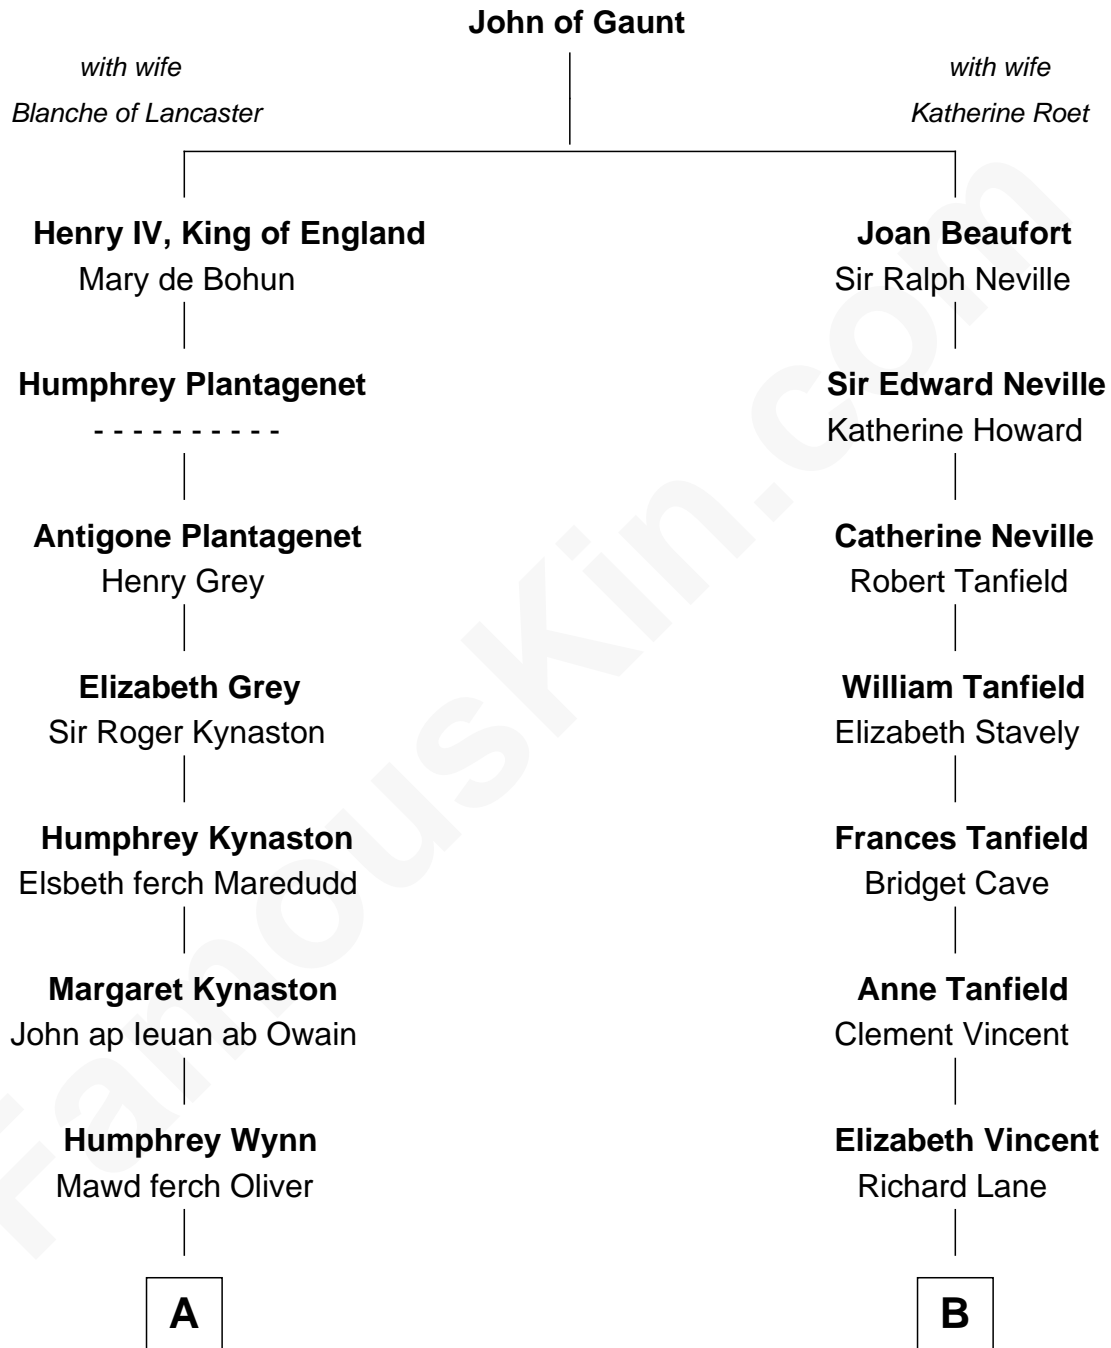 John of Gaunt
with wife
Blanche of Lancaster
with wife
Katherine Roet
Henry IV, King of England
Mary de Bohun
Joan Beaufort
Sir Ralph Neville
Humphrey Plantagenet
- - - - - - - - - -
Sir Edward Neville
Katherine Howard
Antigone Plantagenet
Henry Grey
Catherine Neville
Robert Tanfield
Elizabeth Grey
Sir Roger Kynaston
William Tanfield
Elizabeth Stavely
Humphrey Kynaston
Elsbeth ferch Maredudd
Frances Tanfield
Bridget Cave
Margaret Kynaston
John ap Ieuan ab Owain
Anne Tanfield
Clement Vincent
Humphrey Wynn
Mawd ferch Oliver
Elizabeth Vincent
Richard Lane
A
B
FamousKin.com